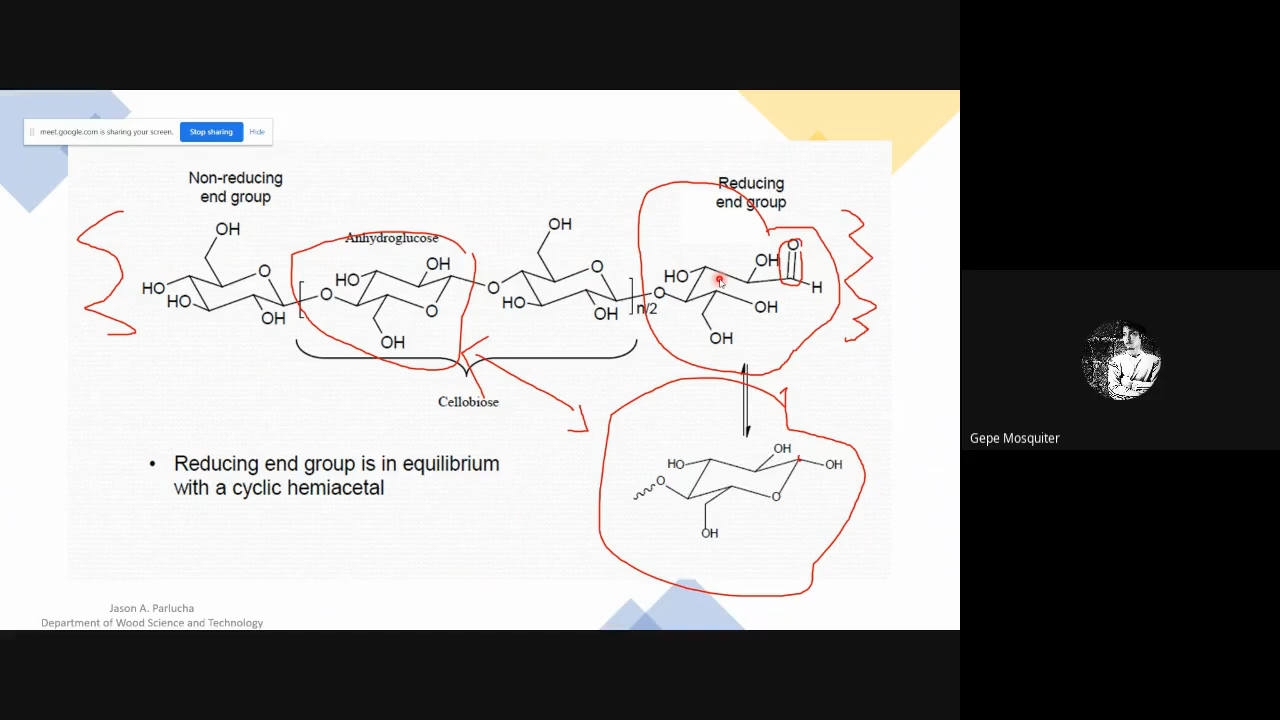 meet.google.com is sharing your screen.
Stop sharing
Hide
Non-reducing
end group
Reducing
end group
Anhydroglucose
OH
OH
O
OH
O
HO
O
HO
HO
OH
[
O
HO
OH
O
OH
O
HO
OH
]
n/2
O
HO
OH
H
OH
OH
Cellobiose
• Reducing end group is in equilibrium
with a cyclic hemiacetal
OH
HO
OH
O
O
OH
Gepe Mosquiter
Jason A. Parlucha
Department of Wood Science and Technology